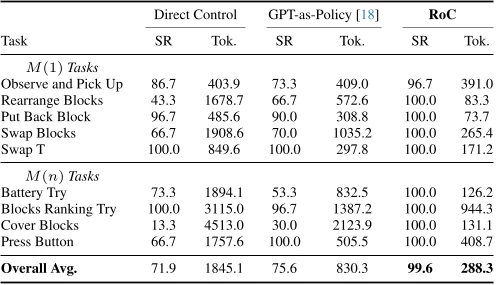 Direct Control GPT-as-Policy [18] RoC
Task SR Tok. SR Tok. SR Tok.
M(1) Tasks
Observe and Pick Up 86.7 403.9 73.3 409.0 96.7 391.0
Rearrange Blocks 43.3 1678.7 66.7 572.6 100.0 83.3
Put Back Block 96.7 485.6 90.0 308.8 100.0 73.7
Swap Blocks 66.7 1908.6 70.0 1035.2 100.0 265.4
Swap T 100.0 849.6 100.0 297.8 100.0 171.2
M(n) Tasks
Battery Try 73.3 1894.1 53.3 832.5 100.0 126.2
Blocks Ranking Try 100.0 3115.0 96.7 1387.2 100.0 944.3
Cover Blocks 13.3 4513.0 30.0 2123.9 100.0 131.1
Press Button 66.7 1757.6 100.0 505.5 100.0 408.7
Overall Avg. 71.9 1845.1 75.6 830.3 99.6 288.3